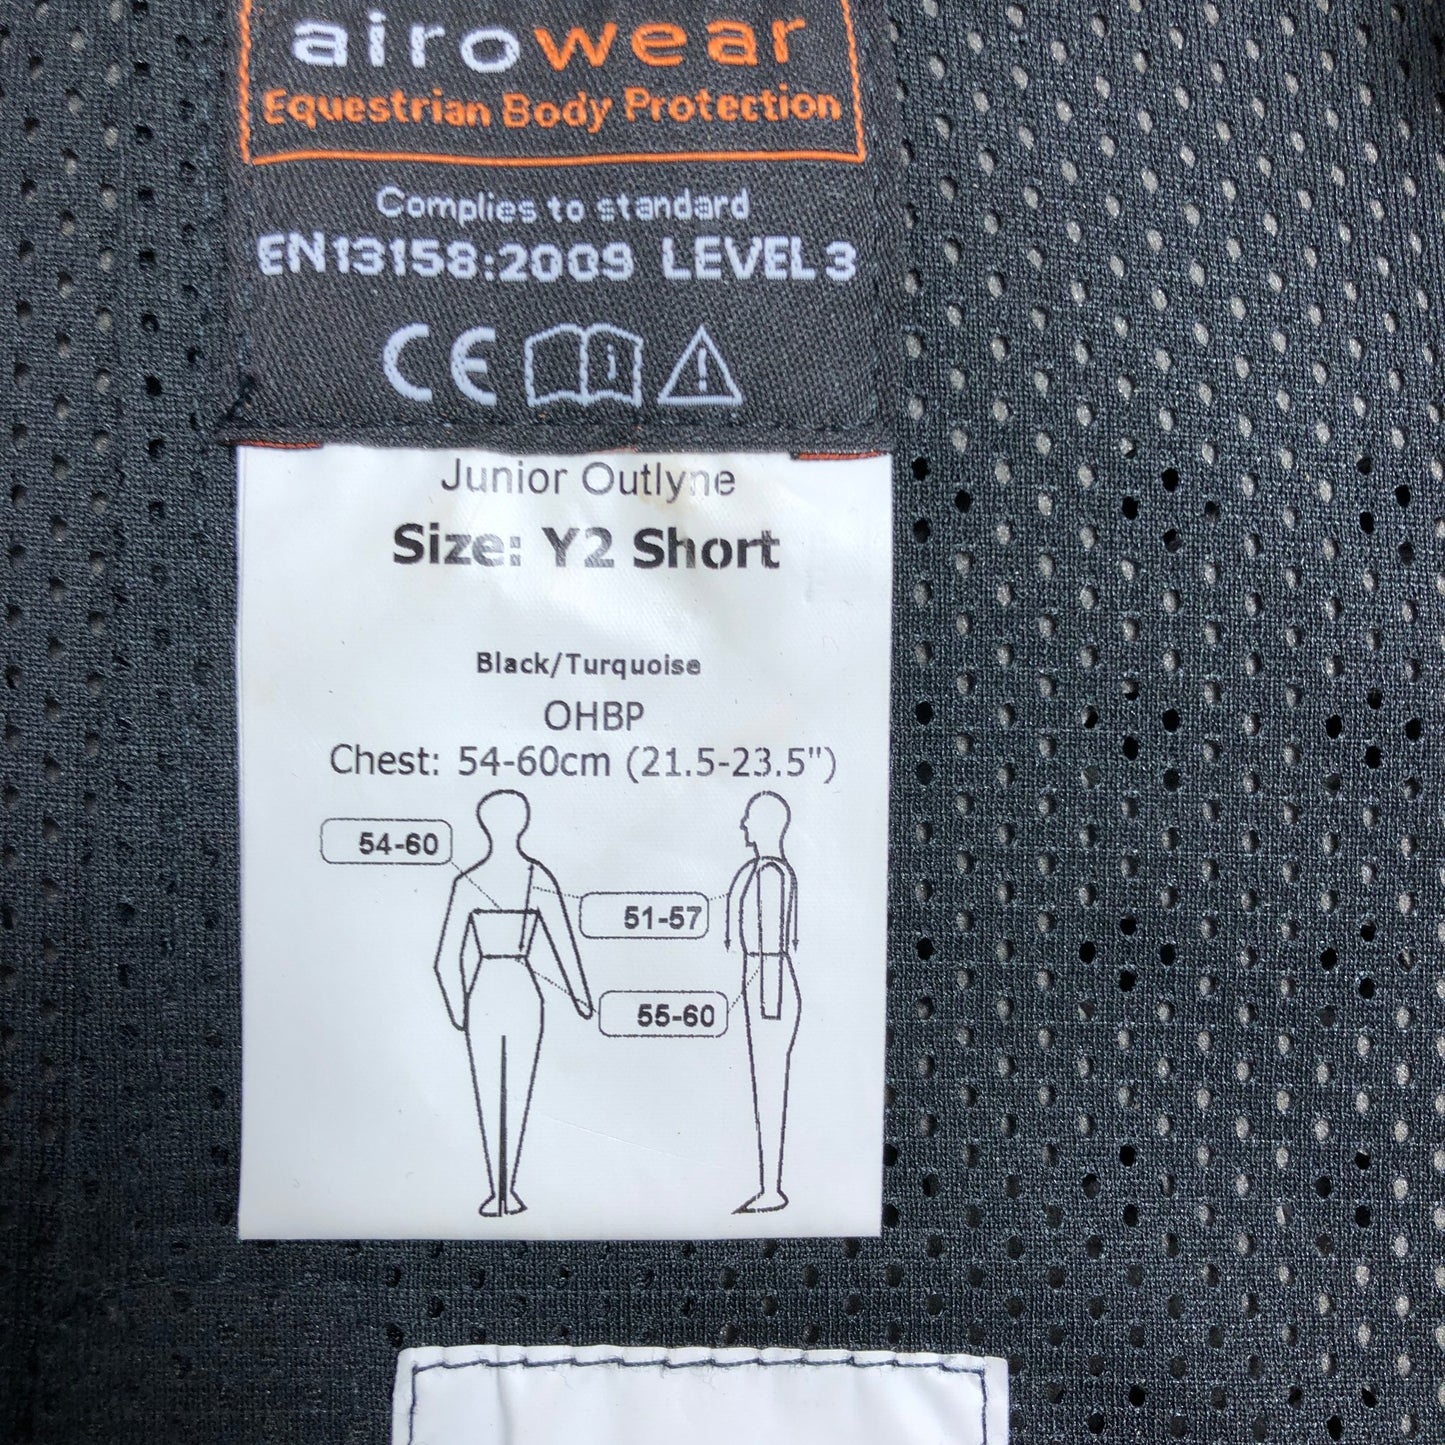 airowear
Equestrian Body Protection
Complies to standard
EN13158:2009 LEVEL 3
CE
Junior Outlyne
Size: Y2 Short
Black/Turquoise
OHBP
Chest: 54-60cm (21.5-23.5")
54-60
51-57
55-60